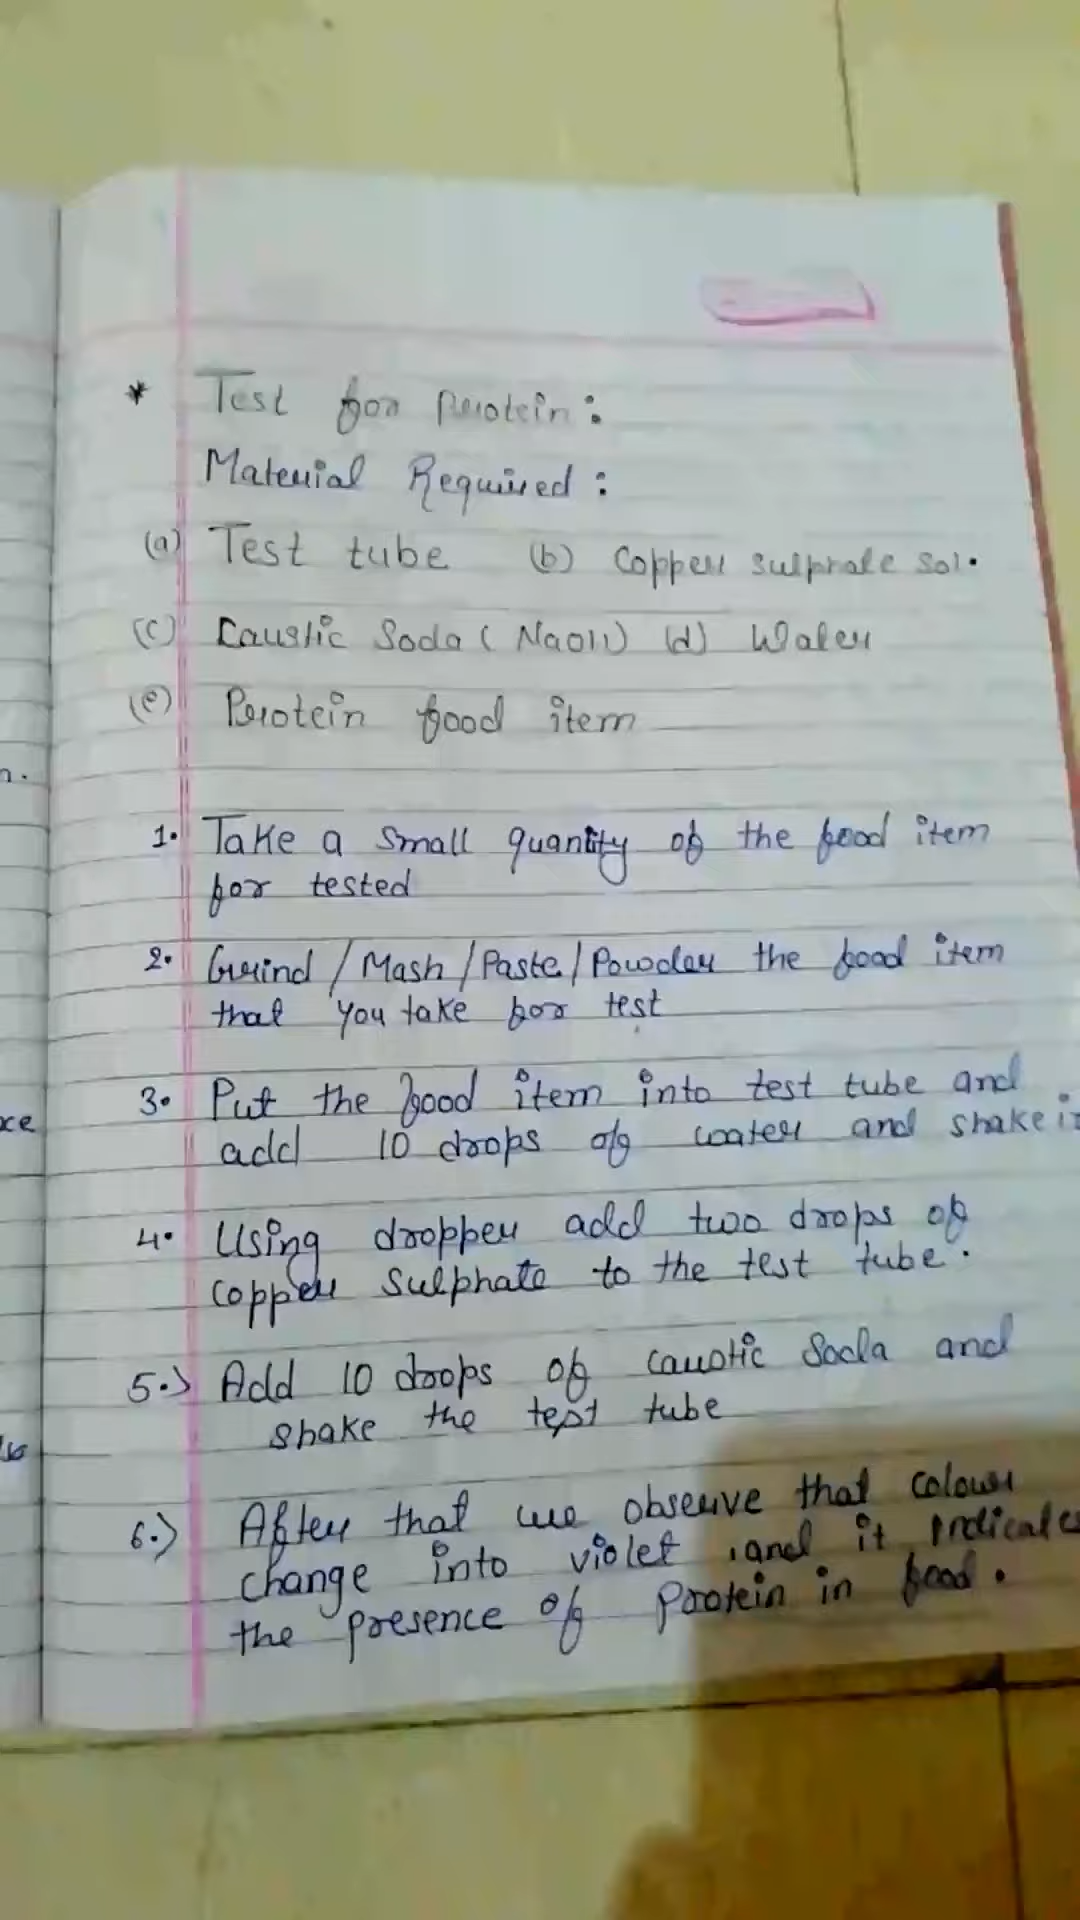 * Test for Protein :
Material Required :
(a) Test tube (b) Copper sulphate sol.
(c) Caustic Soda (NaOH) (d) Water
(e) Protein food item
1. Take a small quantity of the food item
for tested
2. Grind / Mash / Paste / Powder the food item
that you take for test
3. Put the food item into test tube and
add 10 drops of water and shake it
4. Using dropper add two drops of
copper sulphate to the test tube.
5.) Add 10 drops of caustic Soda and
shake the test tube
6.) After that we observe that colour
change into violet, and it indicates
the presence of Protein in food.